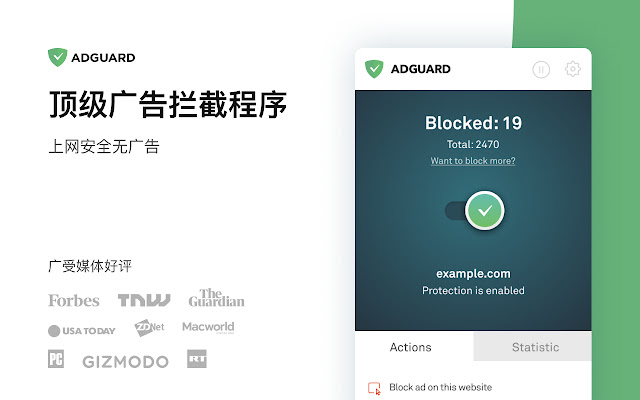 ADGUARD
顶级广告拦截程序
上网安全无广告
广受媒体好评
Forbes TNW The Guardian
USA TODAY ZDNet Macworld
PC GIZMODO RT
ADGUARD
Blocked: 19
Total: 2470
Want to block more?
example.com
Protection is enabled
Actions Statistic
Block ad on this website